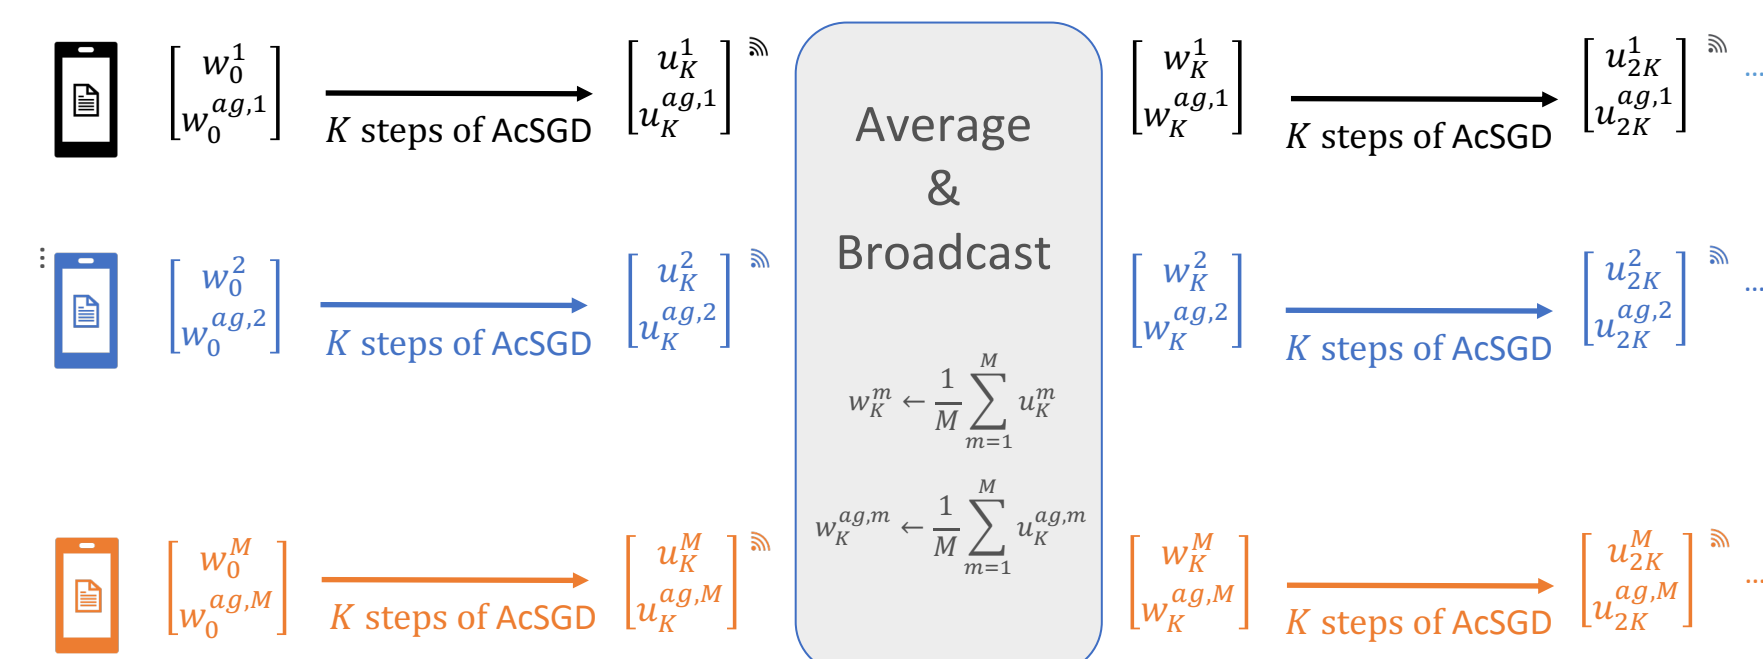 [w_0^1 w_0^{ag,1}] K steps of AcSGD [u_K^1 u_K^{ag,1}]
[w_0^2 w_0^{ag,2}] K steps of AcSGD [u_K^2 u_K^{ag,2}]
[w_0^M w_0^{ag,M}] K steps of AcSGD [u_K^M u_K^{ag,M}]
Average
&
Broadcast
w_K^m ← \frac{1}{M} \sum_{m=1}^{M} u_K^m
w_K^{ag,m} ← \frac{1}{M} \sum_{m=1}^{M} u_K^{ag,m}
[w_K^1 w_K^{ag,1}] K steps of AcSGD [u_{2K}^1 u_{2K}^{ag,1}] ...
[w_K^2 w_K^{ag,2}] K steps of AcSGD [u_{2K}^2 u_{2K}^{ag,2}] ...
[w_K^M w_K^{ag,M}] K steps of AcSGD [u_{2K}^M u_{2K}^{ag,M}] ...